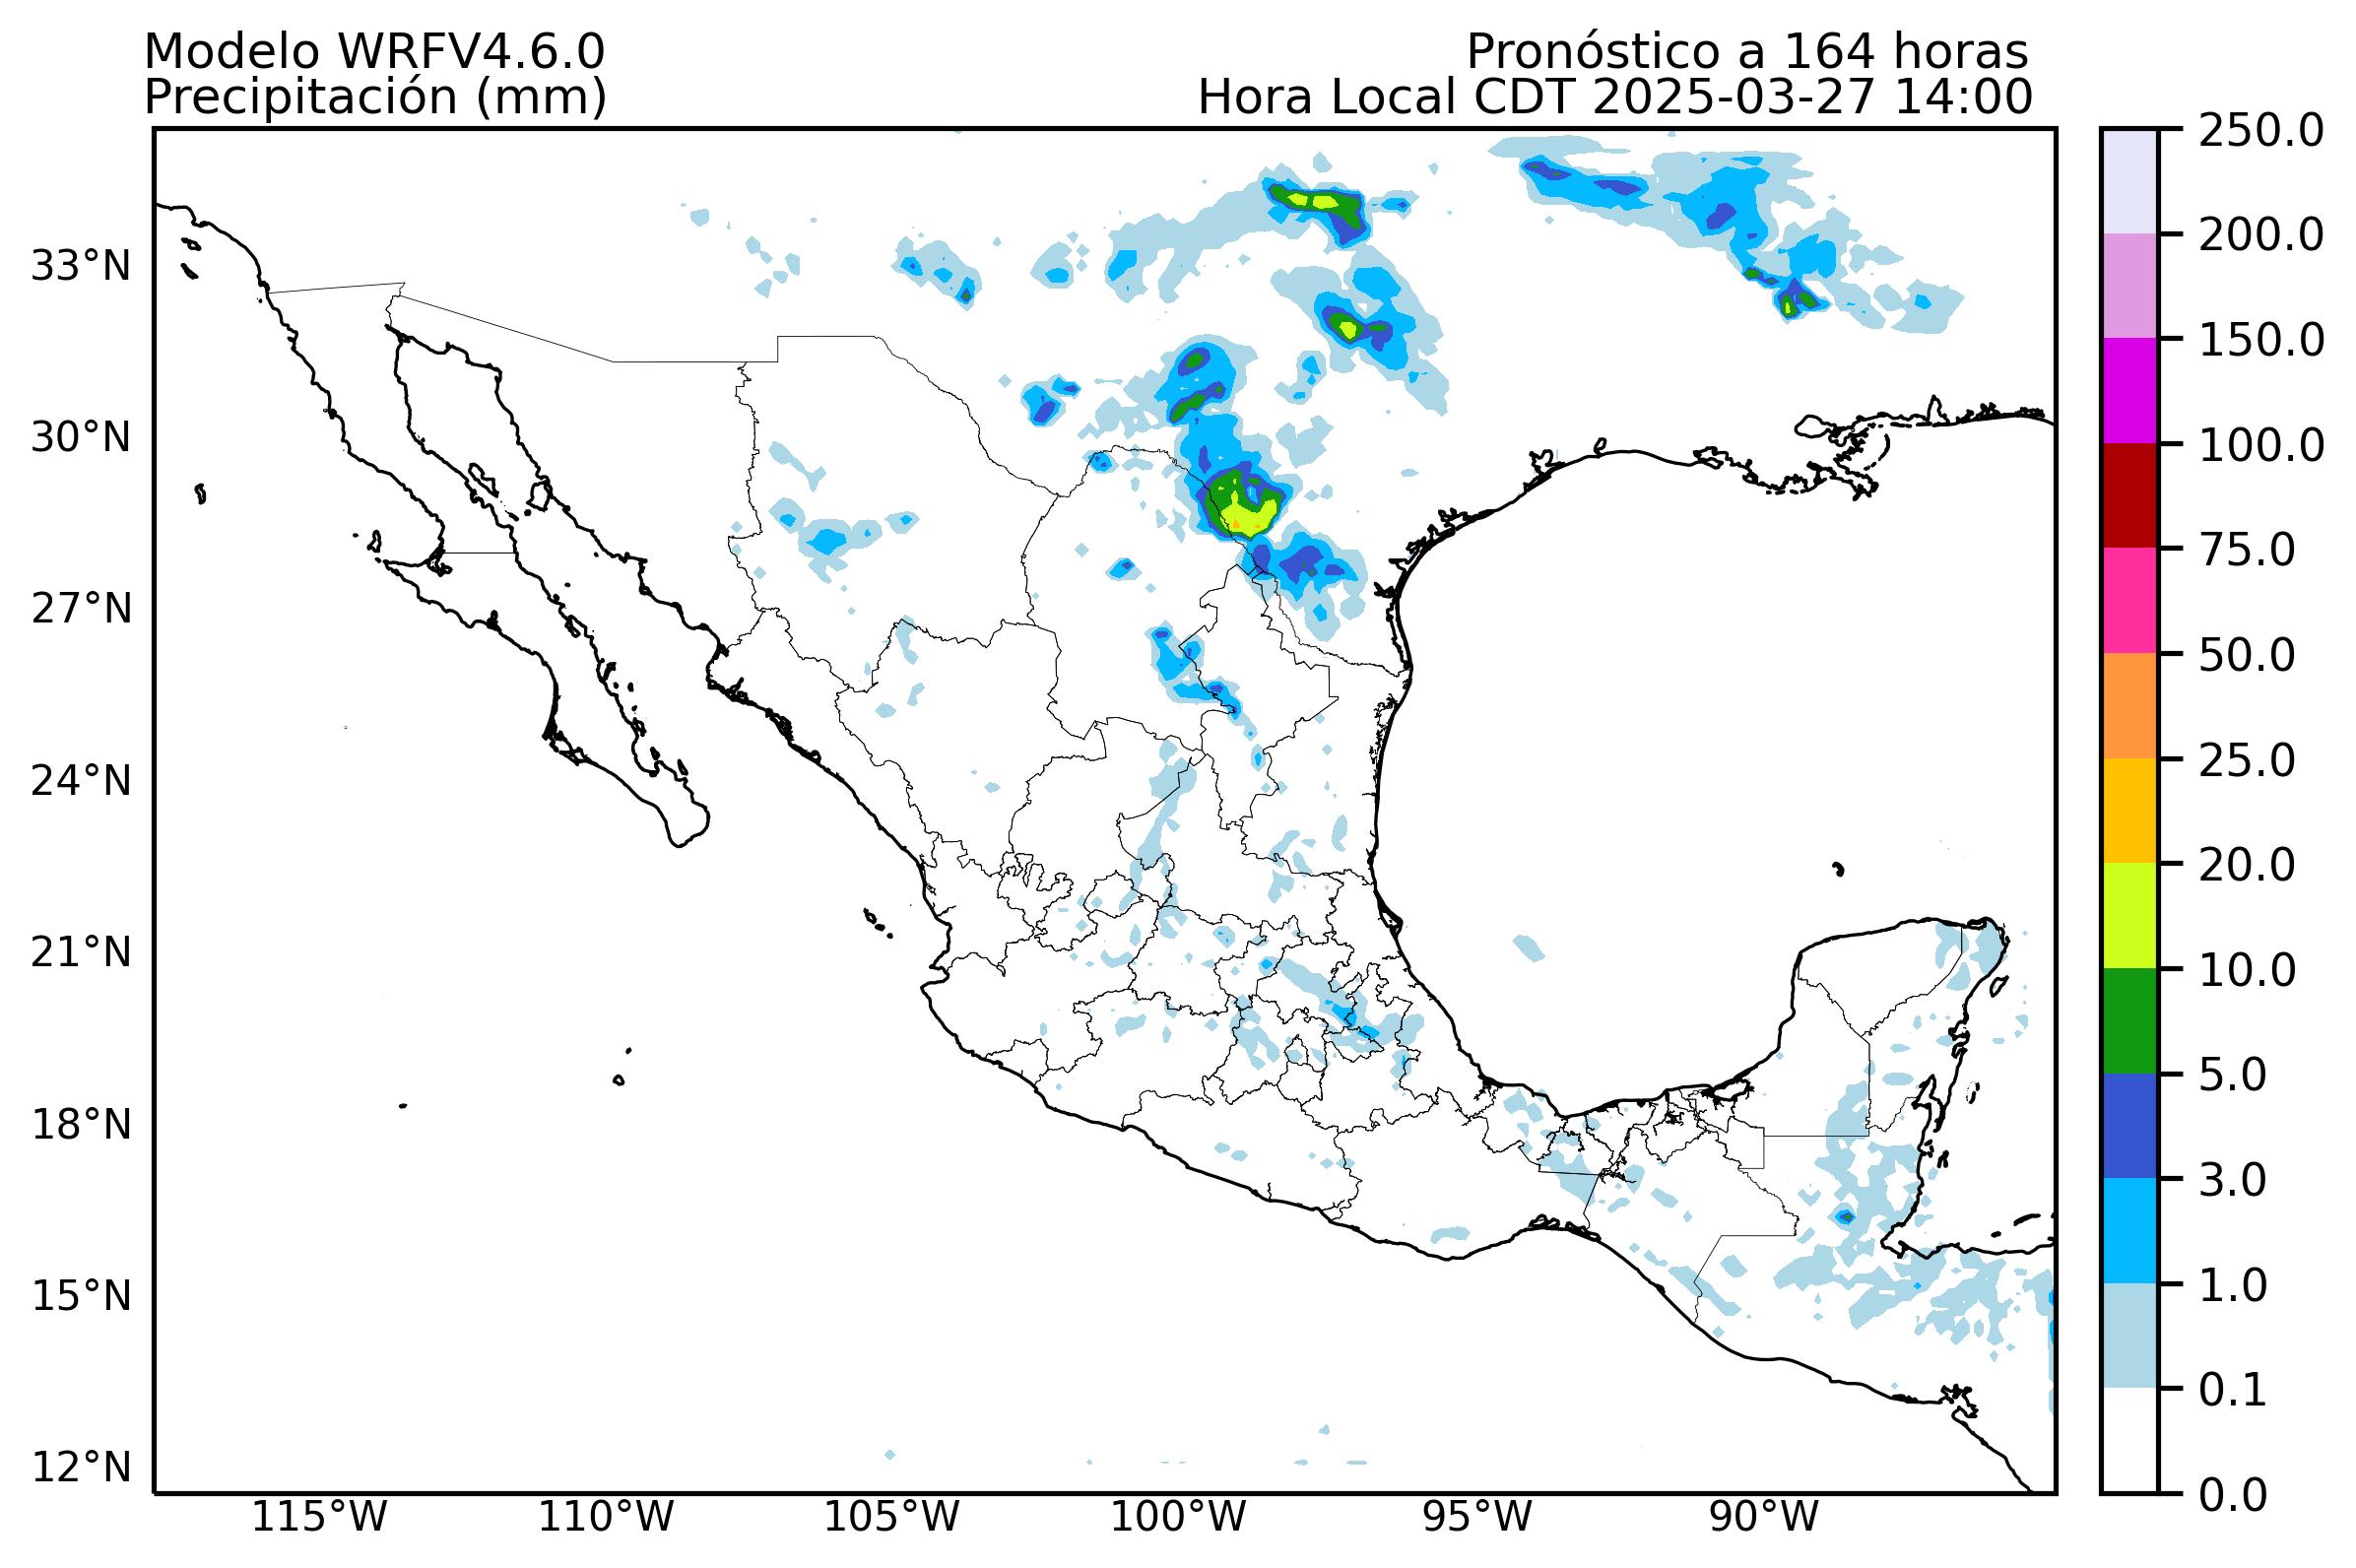 Modelo WRFV4.6.0
Pronóstico a 164 horas
Precipitación (mm)
Hora Local CDT 2025-03-27 14:00
33°N
30°N
27°N
24°N
21°N
18°N
15°N
12°N
115°W
110°W
105°W
100°W
95°W
90°W
250.0
200.0
150.0
100.0
75.0
50.0
25.0
20.0
10.0
5.0
3.0
1.0
0.1
0.0